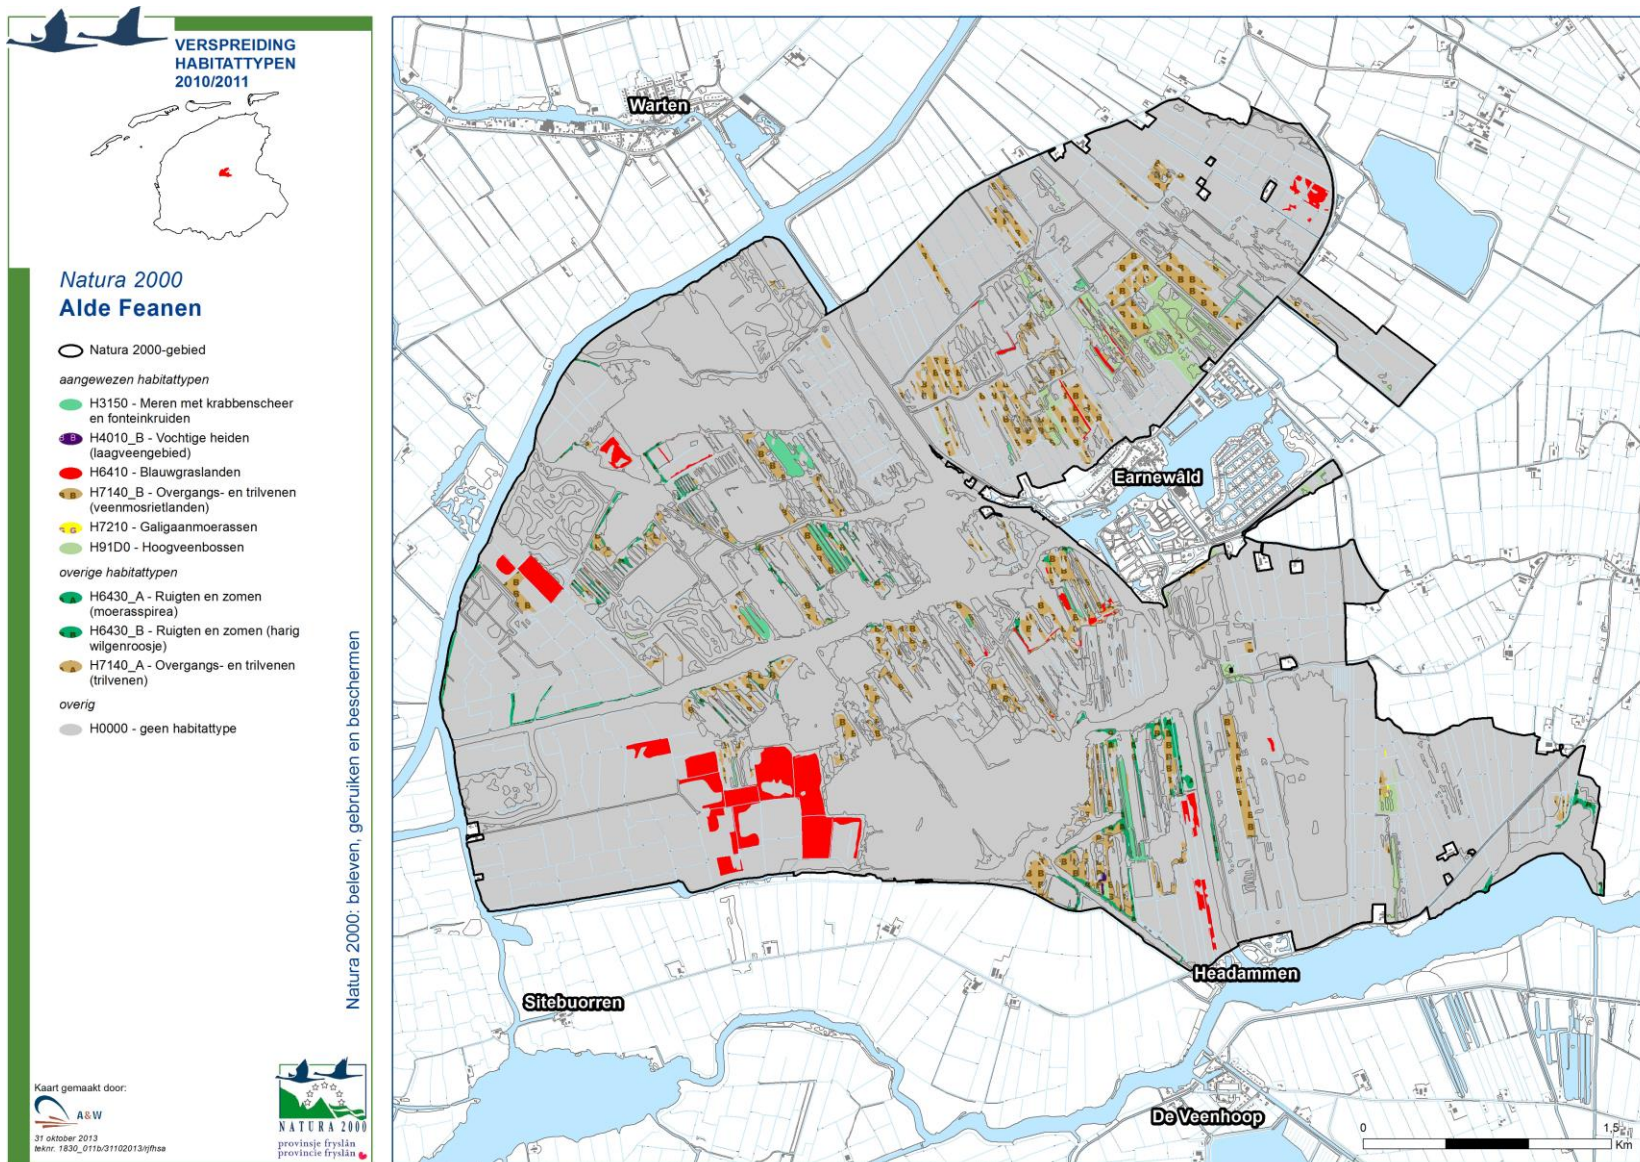 VERSPREIDING
HABITATTYPEN
2010/2011
Natura 2000
Alde Feanen
Natura 2000-gebied
aangewezen habitattypen
H3150 - Meren met krabbenscheer
en fonteinkruiden
H4010_B - Vochtige heiden
(laagveengebied)
H6410 - Blauwgraslanden
H7140_B - Overgangs- en trilvenen
(veenmosrietlanden)
H7210 - Galigaanmoerassen
H91D0 - Hoogveenbossen
overige habitattypen
H6430_A - Ruigten en zomen
(moerasspirea)
H6430_B - Ruigten en zomen (harig
wilgenroosje)
H7140_A - Overgangs- en trilvenen
(trilvenen)
overig
H0000 - geen habitattype
Natura 2000: beleven, gebruiken en beschermen
Kaart gemaakt door:
A&W
31 oktober 2013
teknr. 1830_011b/31102013/rjfhsa
NATURA 2000
provinsje fryslân
provincie fryslân
Warten
Earnewâld
Headammen
Sitebuorren
De Veenhoop
0 1,5
Km